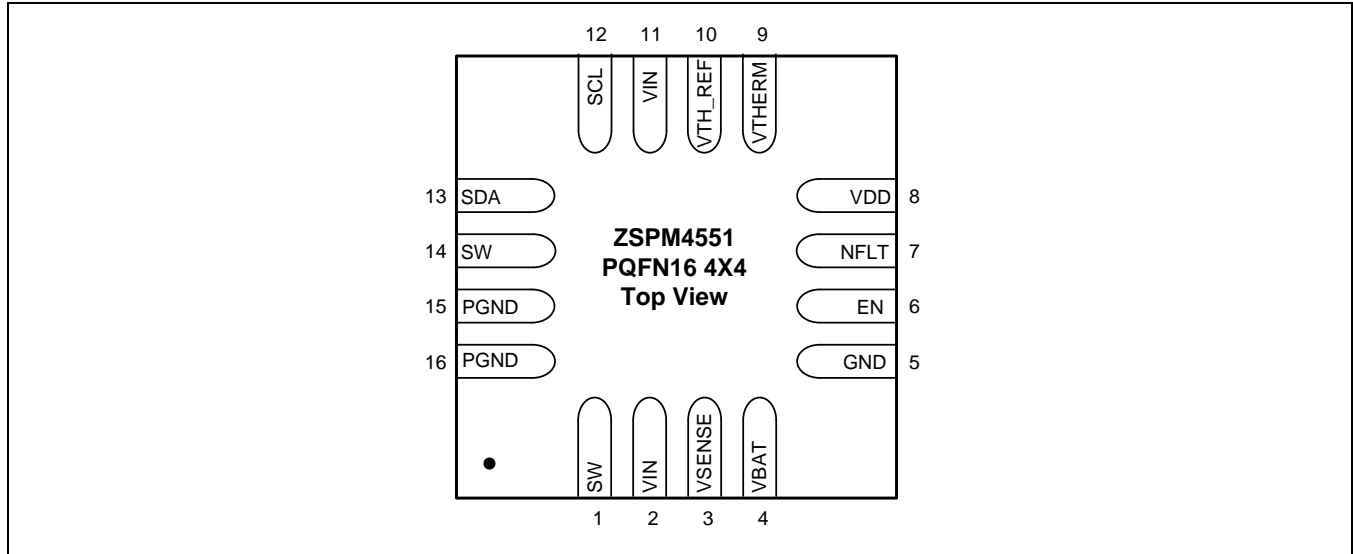 12 11 10 9
SCL VIN VTH_REF VTHERM
13 SDA VDD 8
14 SW NFLT 7
15 PGND EN 6
16 PGND GND 5
ZSPM4551
PQFN16 4X4
Top View
SW VIN VSENSE VBAT
1 2 3 4